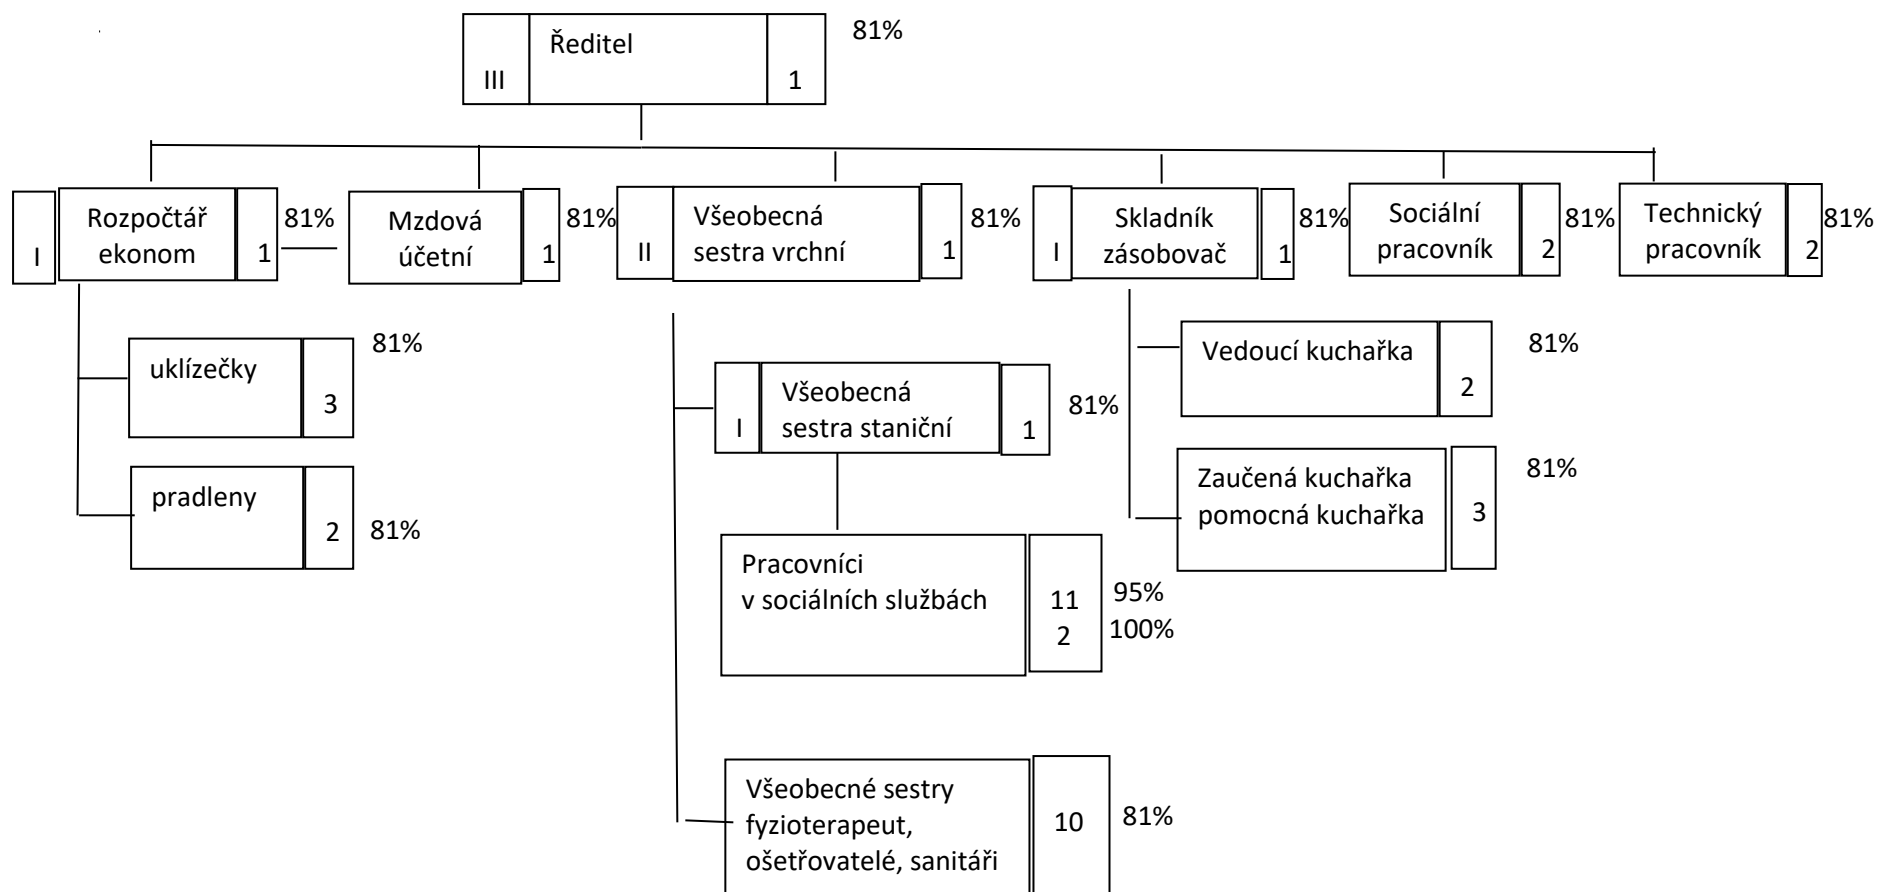 Ředitel
III
1
81%
I
Rozpočtář
ekonom
1
81%
Mzdová
účetní
1
81%
II
Všeobecná
sestra vrchní
1
81%
I
Skladník
zásobovač
1
81%
Sociální
pracovník
2
81%
Technický
pracovník
2
81%
uklízečky
3
81%
pradleny
2
81%
I
Všeobecná
sestra staniční
1
81%
Pracovníci
v sociálních službách
11
95%
2
100%
Všeobecné sestry
fyzioterapeut,
ošetřovatelé, sanitáři
10
81%
Vedoucí kuchařka
2
81%
Zaučená kuchařka
pomocná kuchařka
3
81%